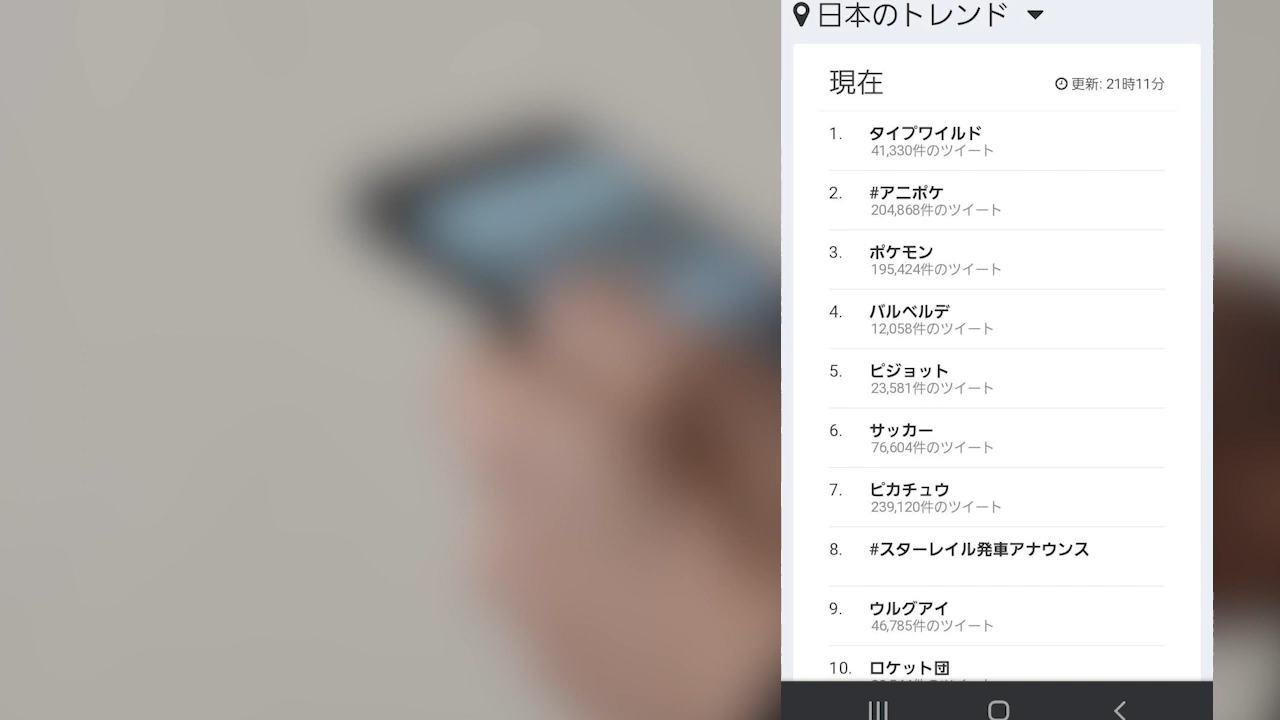 日本のトレンド
現在
更新: 21時11分
1. タイプワイルド
41,330件のツイート
2. #アニポケ
204,868件のツイート
3. ポケモン
195,424件のツイート
4. バルベルデ
12,058件のツイート
5. ピジョット
23,581件のツイート
6. サッカー
76,604件のツイート
7. ピカチュウ
239,120件のツイート
8. #スターレイル発車アナウンス
9. ウルグアイ
46,785件のツイート
10. ロケット団